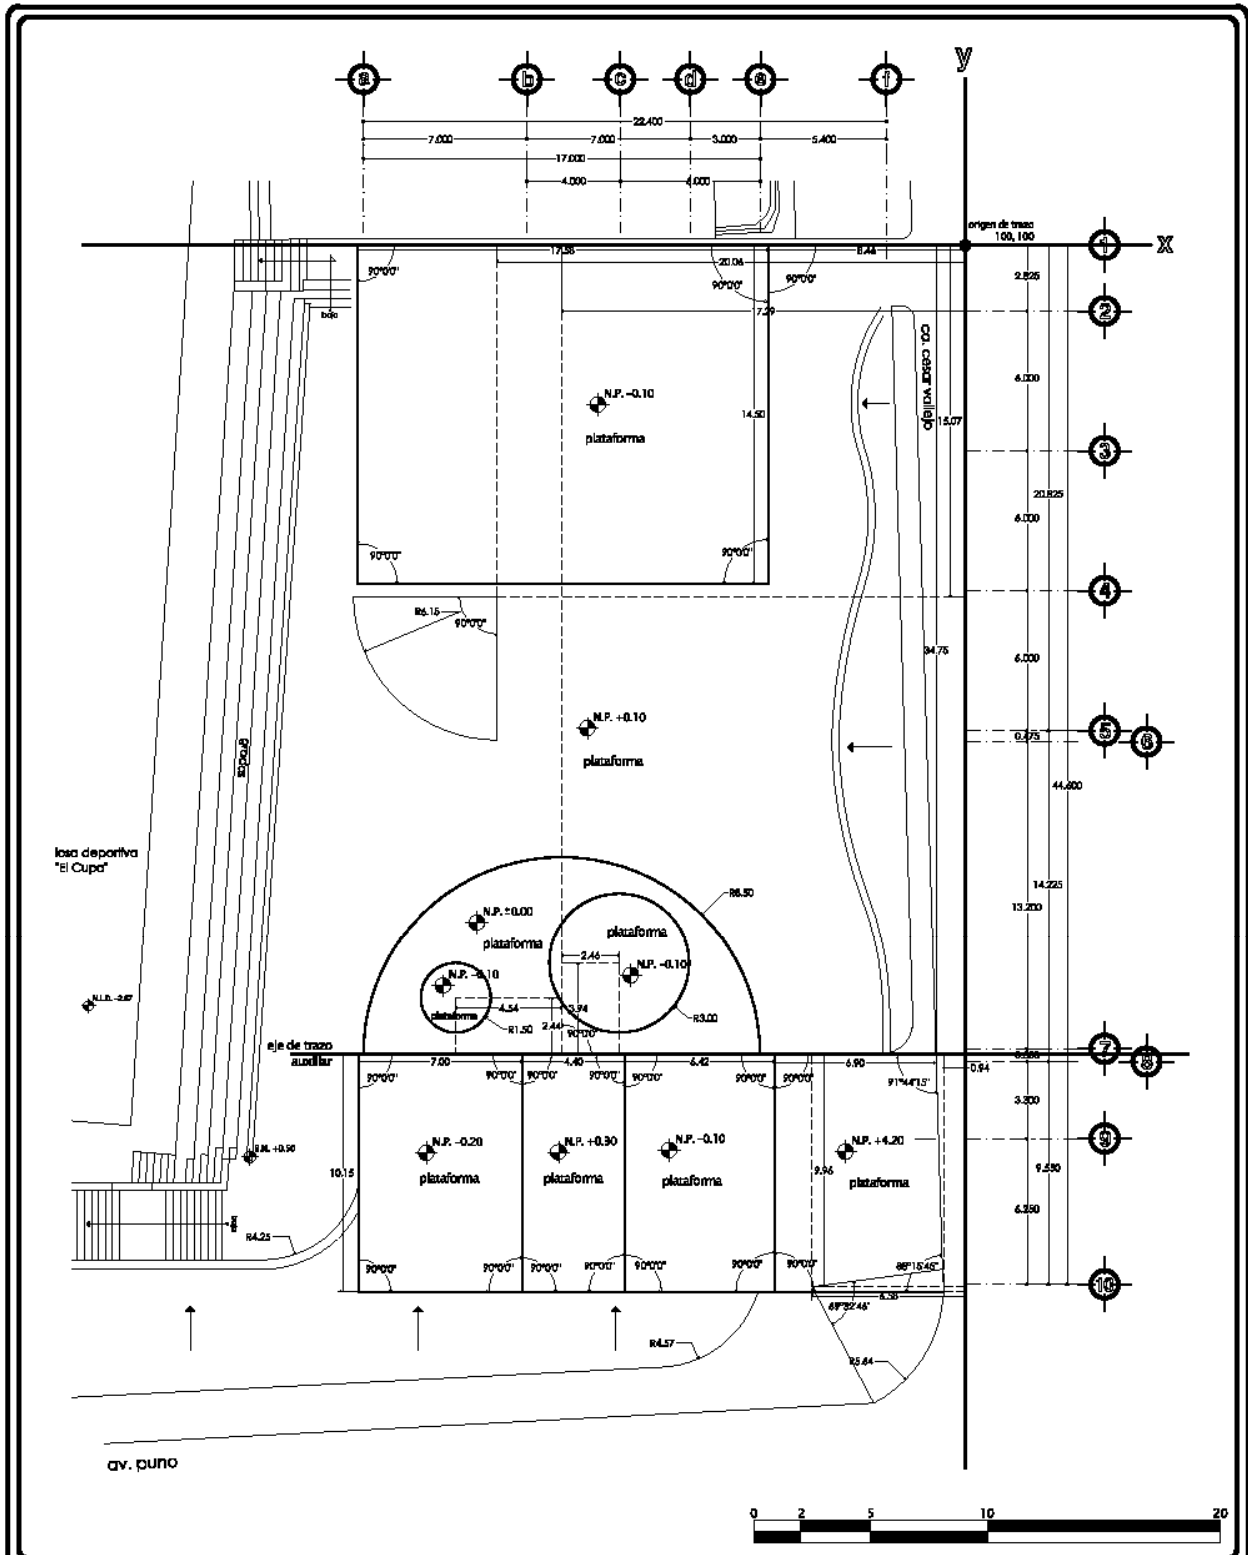 y
a
b
c
d
e
f
22.400
7.000
7.000
3.000
5.400
17.000
4.000
6.000
origen de trazo
100, 100
1
x
17.58
8.46
20.06
90°0'0"
90°0'0"
90°0'0"
2.825
baja
7.29
2
ca. cesar vallejo
6.000
N.P. -0.10
plataforma
14.50
15.07
3
20.825
6.000
90°0'0"
90°0'0"
4
R6.15
90°0'0"
34.75
6.000
N.P. +0.10
plataforma
5
0.475
6
gradas
44.600
losa deportiva
"El Cupa"
14.225
13.200
R8.50
N.P. ±0.00
plataforma
plataforma
2.46
N.P. -0.10
N.P. -0.10
4.54
3.94
plataforma
R1.50
2.44
90°0'0"
R3.00
eje de trazo
auxiliar
7
7.00
4.40
6.42
6.90
0.94
8
90°0'0"
90°0'0"
90°0'0"
90°0'0"
90°0'0"
90°0'0"
90°0'0"
91°44'15"
3.300
9
N.P. -0.20
N.P. +0.30
N.P. -0.10
N.P. +4.20
plataforma
plataforma
plataforma
plataforma
10.15
9.96
9.530
6.250
baja
R4.25
90°0'0"
90°0'0"
90°0'0"
90°0'0"
90°0'0"
90°0'0"
90°0'0"
88°15'45"
10
6.58
R4.57
R5.64
av. puno
0
2
5
10
20